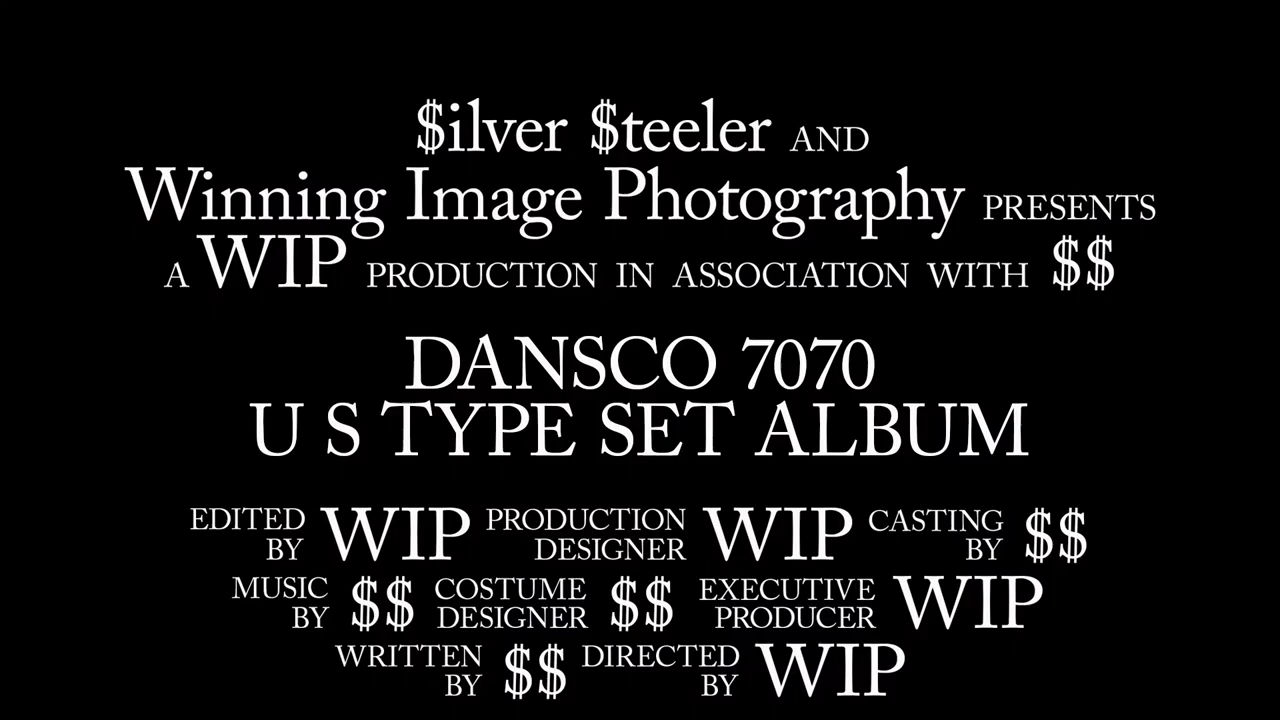 $ilver $teeler AND
Winning Image Photography PRESENTS
A WIP PRODUCTION IN ASSOCIATION WITH $$
DANSCO 7070
U S TYPE SET ALBUM
EDITED BY WIP PRODUCTION DESIGNER WIP CASTING BY $$
MUSIC BY $$ COSTUME DESIGNER $$ EXECUTIVE PRODUCER WIP
WRITTEN BY $$ DIRECTED BY WIP